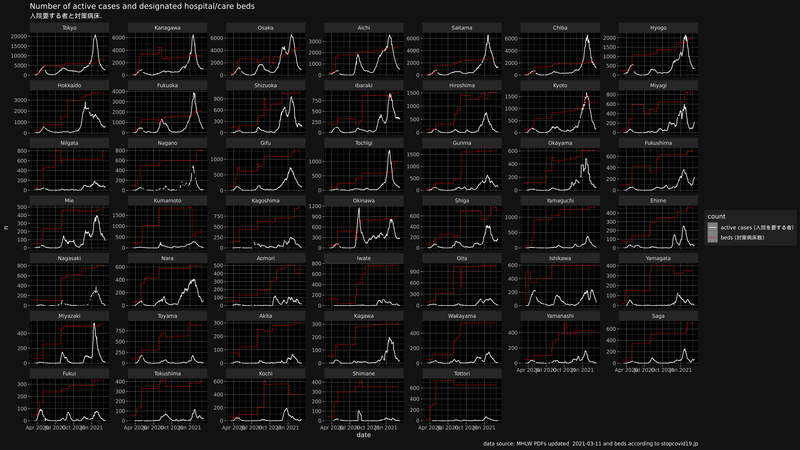 Number of active cases and designated hospital/care beds
入院要する者と対策病床.
Tokyo Kanagawa Osaka Aichi Saitama Chiba Hyogo
20000 15000 10000 5000 0
6000 4000 2000 0
6000 4000 2000 0
3000 2000 1000 0
6000 4000 2000 0
6000 4000 2000 0
2000 1500 1000 500 0
Hokkaido Fukuoka Shizuoka Ibaraki Hiroshima Kyoto Miyagi
3000 2000 1000 0
4000 3000 2000 1000 0
900 600 300 0
750 500 250 0
1500 1000 500 0
1500 1000 500 0
800 600 400 200 0
Niigata Nagano Gifu Tochigi Gunma Okayama Fukushima
800 600 400 200 0
800 600 400 200 0
1200 800 400 0
1000 500 0
1500 1000 500 0
600 400 200 0
600 400 200 0
Mie Kumamoto Kagoshima Okinawa Shiga Yamaguchi Ehime
500 400 300 200 100 0
1500 1000 500 0
900 600 300 0
1200 900 600 300 0
600 400 200 0
1000 500 0
400 200 0
Nagasaki Nara Aomori Iwate Oita Ishikawa Yamagata
800 600 400 200 0
600 400 200 0
600 400 200 0
800 600 400 200 0
1000 500 0
500 400 300 200 100 0
400 200 0
Miyazaki Toyama Akita Kagawa Wakayama Yamanashi Saga
400 200 0
750 500 250 0
300 200 100 0
300 200 100 0
600 400 200 0
600 400 200 0
600 400 200 0
Fukui Tokushima Kochi Shimane Tottori
300 200 100 0
400 300 200 100 0
600 400 200 0
400 300 200 100 0
600 400 200 0
n
date
count
active cases (入院を要する者)
beds (対策病床数)
data source: MHLW PDFs updated 2021-03-11 and beds according to stopcovid19.jp